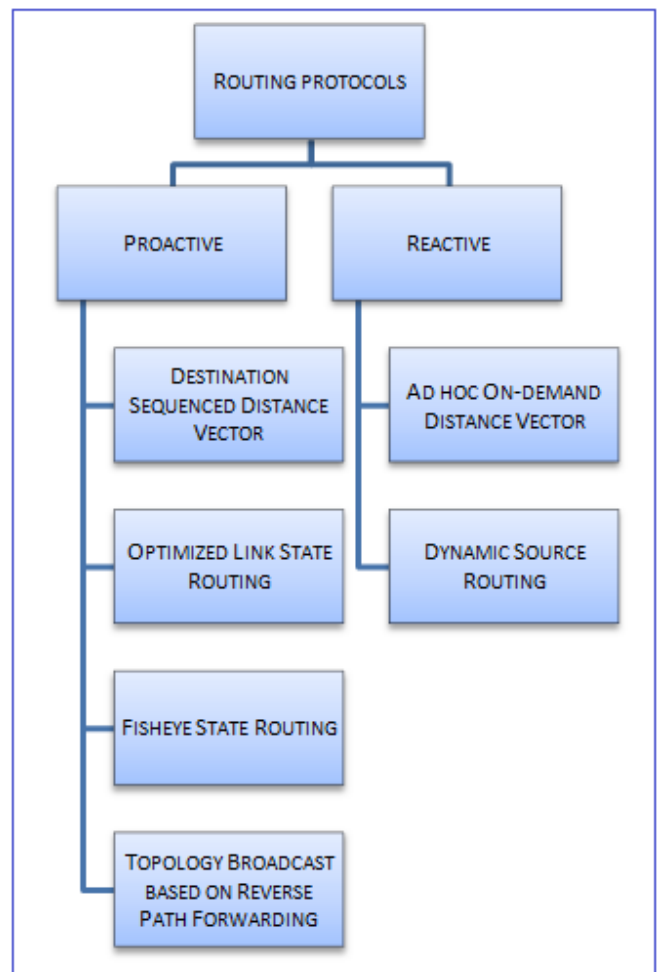 ROUTING PROTOCOLS
PROACTIVE
REACTIVE
DESTINATION
SEQUENCED DISTANCE
VECTOR
AD HOC ON-DEMAND
DISTANCE VECTOR
OPTIMIZED LINK STATE
ROUTING
DYNAMIC SOURCE
ROUTING
FISHEYE STATE ROUTING
TOPOLOGY BROADCAST
BASED ON REVERSE
PATH FORWARDING